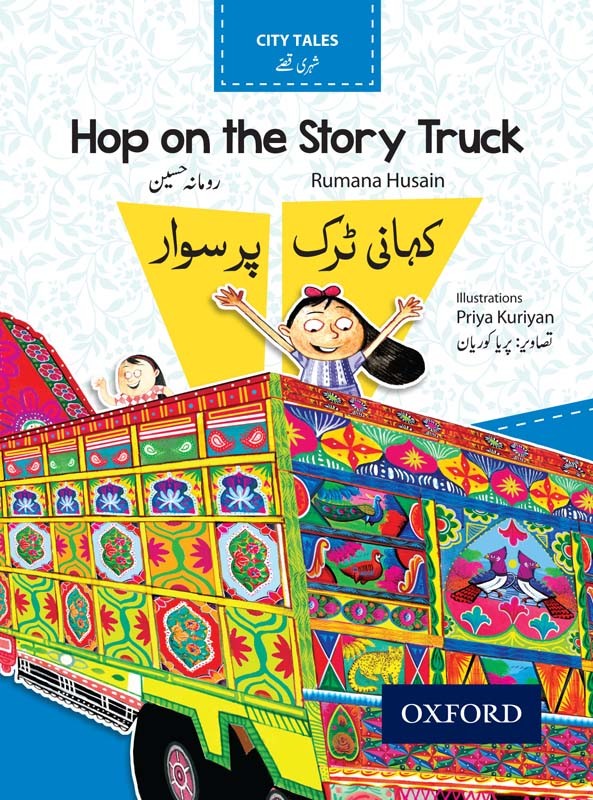 CITY TALES
شہری قصّے
Hop on the Story Truck
رومانہ حسین
Rumana Husain
کہانی ٹرک پر سوار
Illustrations
Priya Kuriyan
تصاویر: پریا کوریان
OXFORD